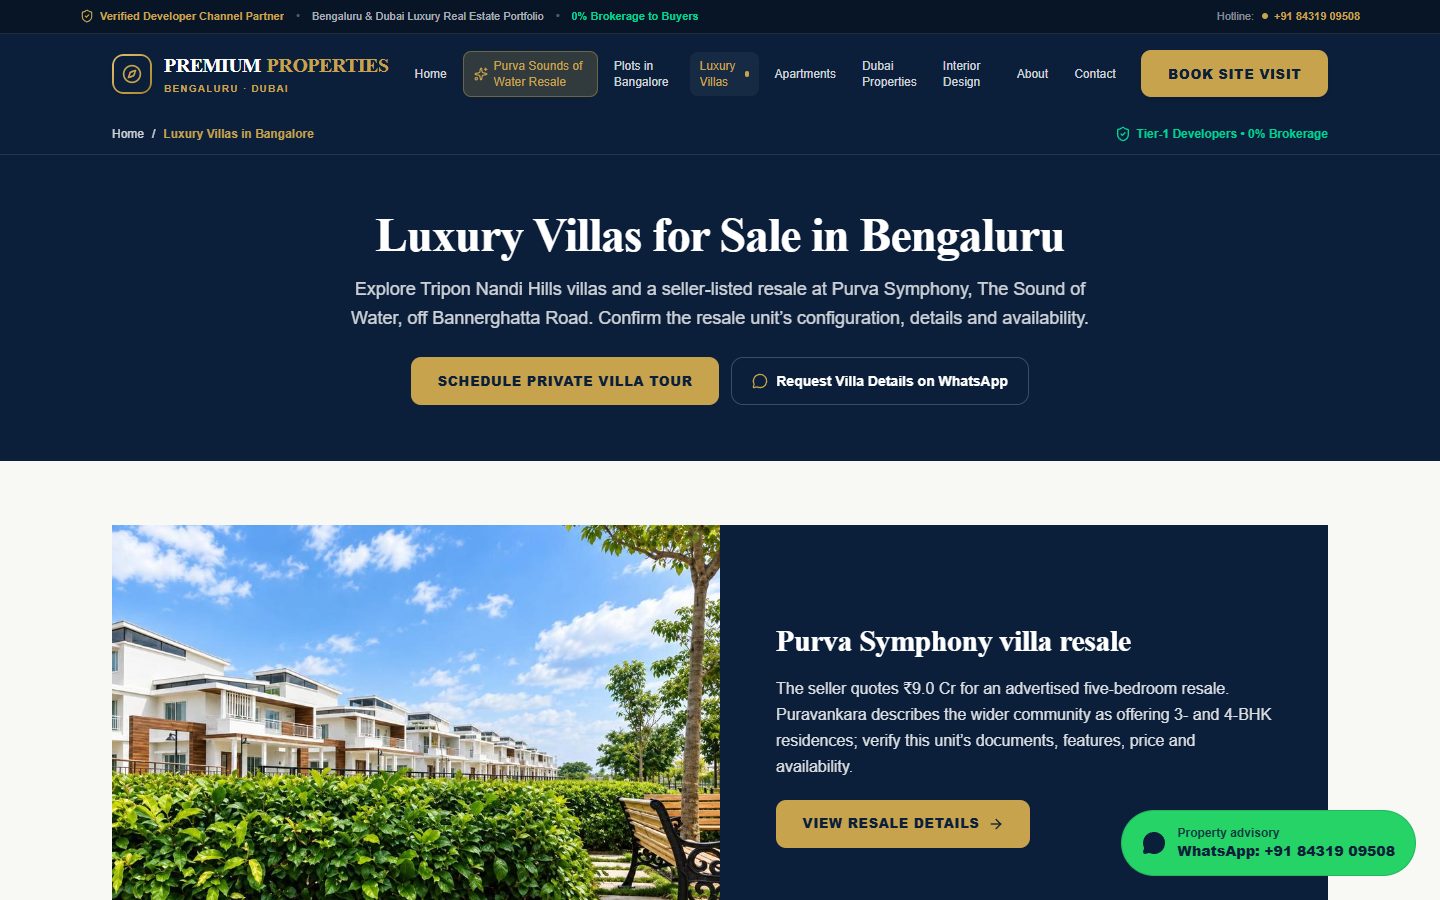 Verified Developer Channel Partner • Bengaluru & Dubai Luxury Real Estate Portfolio • 0% Brokerage to Buyers
Hotline: +91 84319 09508
PREMIUM PROPERTIES
BENGALURU · DUBAI
Home
Purva Sounds of
Water Resale
Plots in
Bangalore
Luxury
Villas
Apartments
Dubai
Properties
Interior
Design
About
Contact
BOOK SITE VISIT
Home / Luxury Villas in Bangalore
Tier-1 Developers • 0% Brokerage
Luxury Villas for Sale in Bengaluru
Explore Tripon Nandi Hills villas and a seller-listed resale at Purva Symphony, The Sound of
Water, off Bannerghatta Road. Confirm the resale unit's configuration, details and availability.
SCHEDULE PRIVATE VILLA TOUR
Request Villa Details on WhatsApp
Purva Symphony villa resale
The seller quotes ₹9.0 Cr for an advertised five-bedroom resale.
Puravankara describes the wider community as offering 3- and 4-BHK
residences; verify this unit's documents, features, price and
availability.
VIEW RESALE DETAILS →
Property advisory
WhatsApp: +91 84319 09508